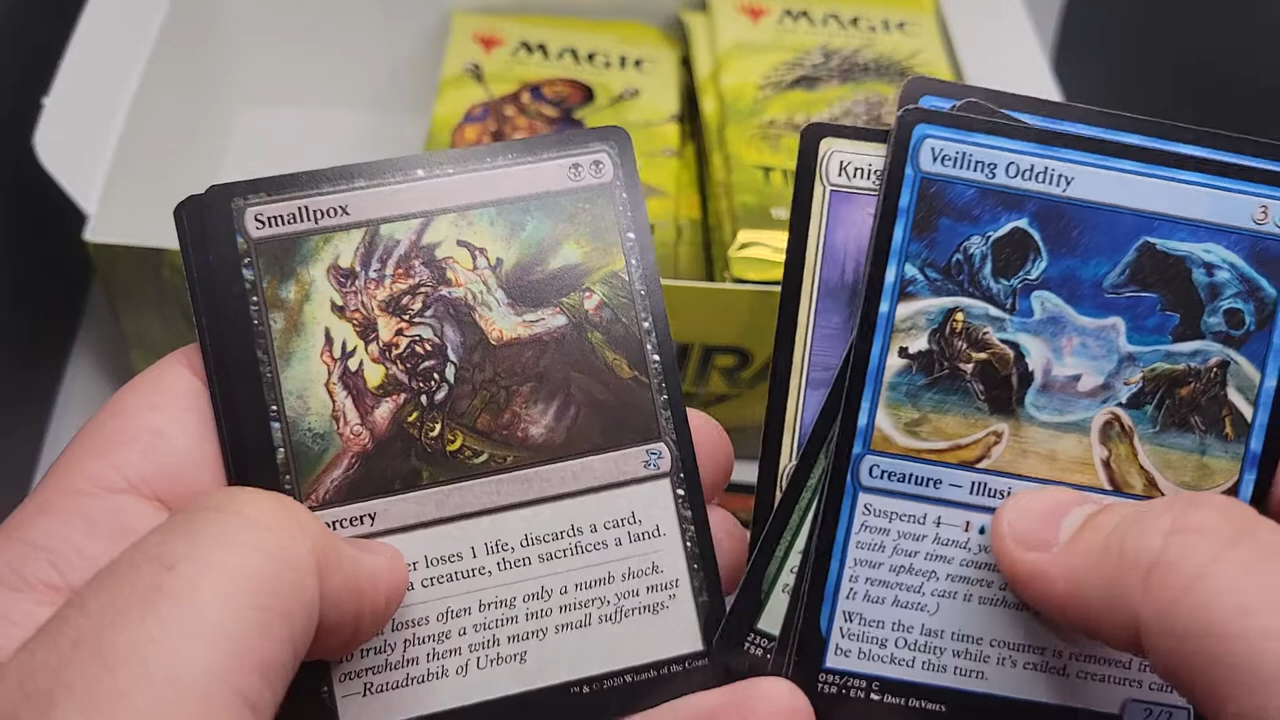 MAGIC
MAGIC
Smallpox
er loses 1 life, discards a card,
a creature, then sacrifices a land.
losses often bring only a numb shock.
To truly plunge a victim into misery, you must
overwhelm them with many small sufferings."
—Ratadrabik of Urborg
™ & © 2020 Wizards of the Coast
Knig
230/
TSR •
Veiling Oddity
3
Creature — Illusi
Suspend 4—1
from your hand, yo
with four time coun
your upkeep, remove a
is removed, cast it without
It has haste.)
When the last time counter is removed fr
Veiling Oddity while it's exiled, creatures can
be blocked this turn.
095/289 C
TSR • EN DAVE DEVRIES
2/3